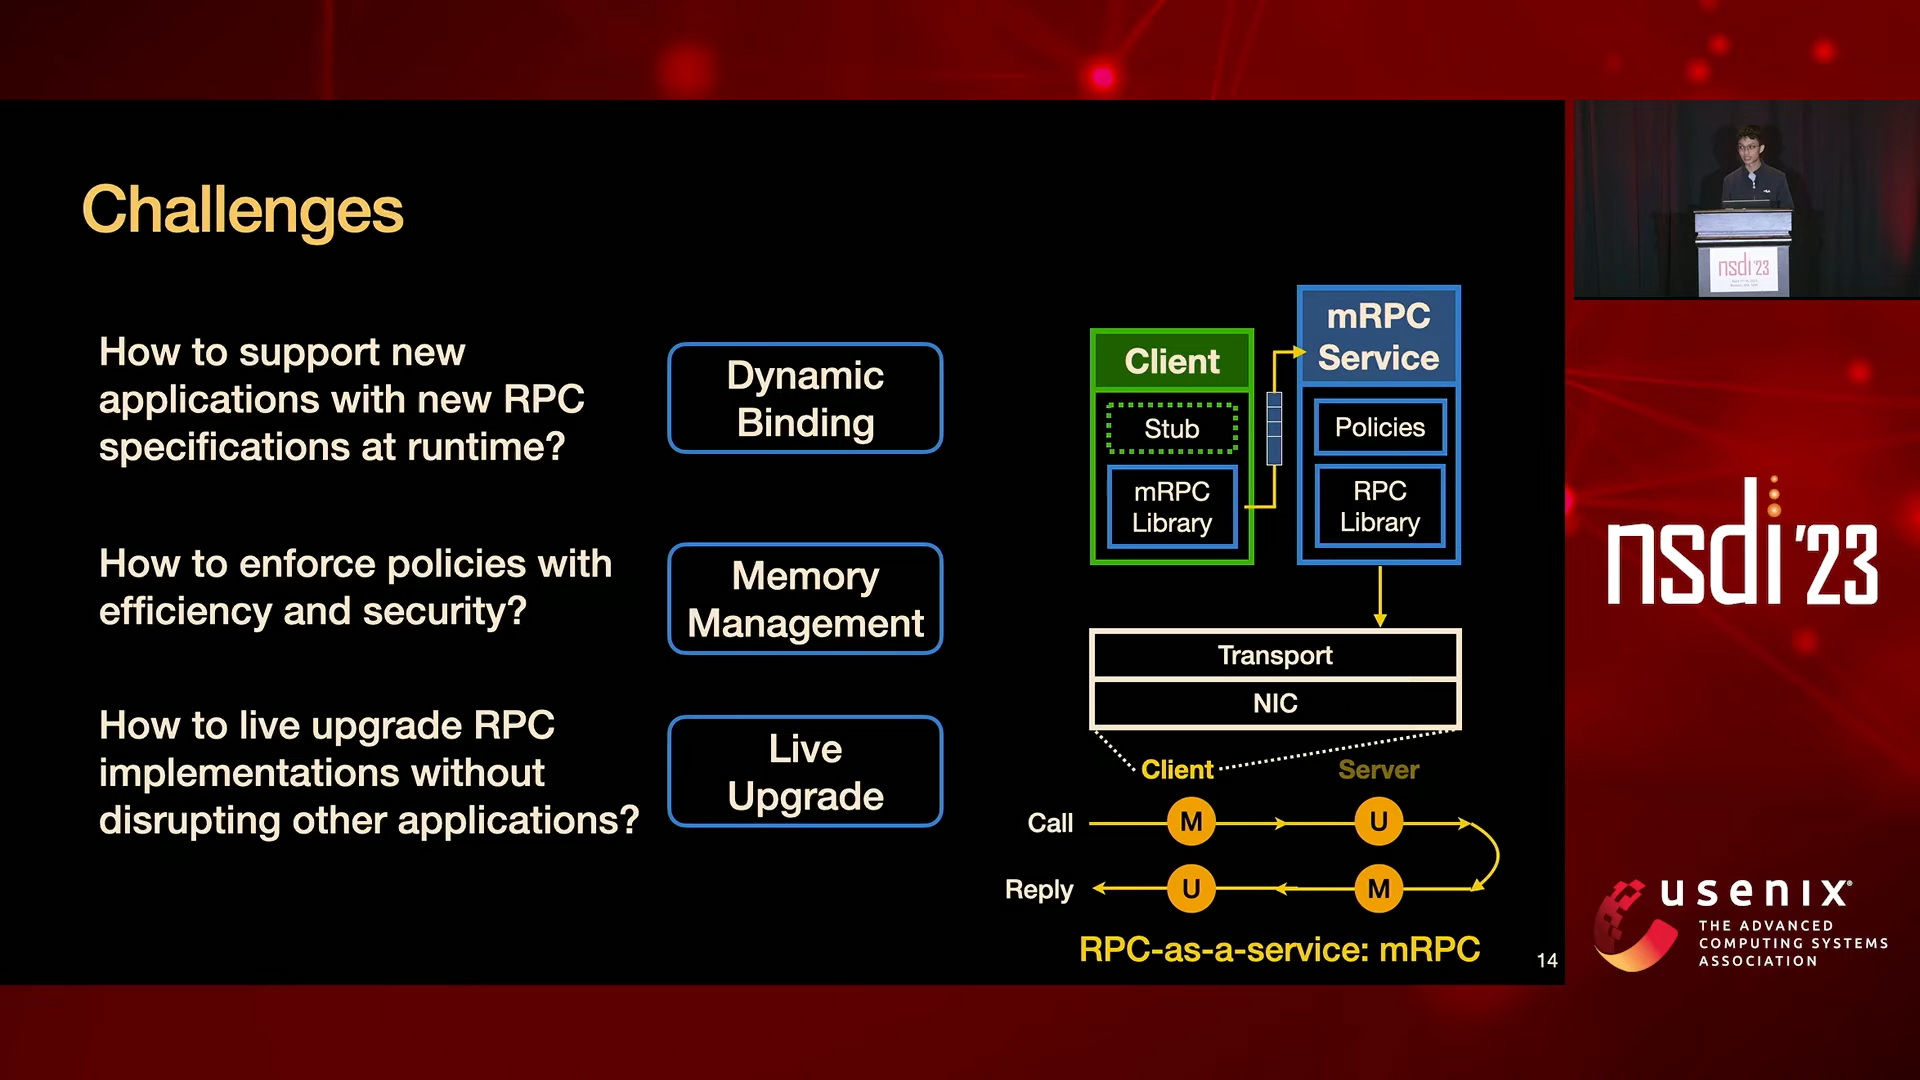 Challenges
How to support new
applications with new RPC
specifications at runtime?
Dynamic
Binding
How to enforce policies with
efficiency and security?
Memory
Management
How to live upgrade RPC
implementations without
disrupting other applications?
Live
Upgrade
Client
Stub
mRPC
Library
mRPC
Service
Policies
RPC
Library
Transport
NIC
Client
Server
Call
M
U
Reply
U
M
RPC-as-a-service: mRPC
14
nsdi'23
nsdi'23
usenix®
THE ADVANCED
COMPUTING SYSTEMS
ASSOCIATION